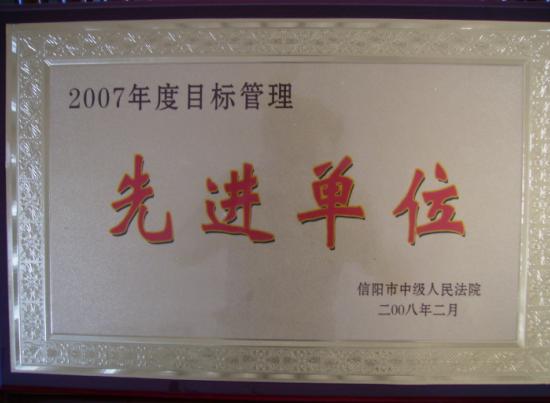 2007年度目标管理
先进单位
信阳市中级人民法院
二00八年二月